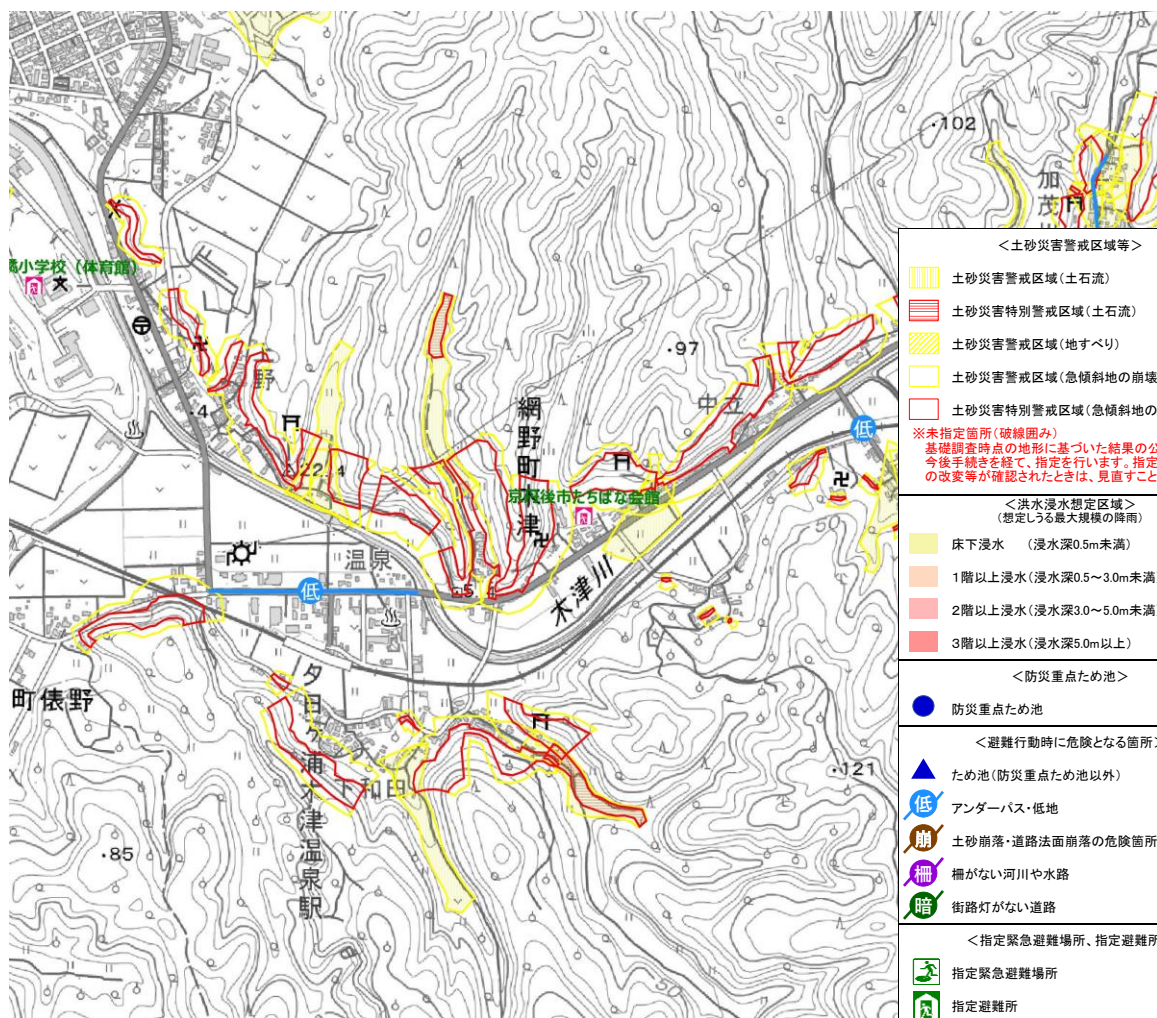 ・102
加茂
橘小学校（体育館）
文
・97
中立
低
野
・4
網野町木津
22.4
京丹後市たちばな会館
温泉
低
木津川
町俵野
夕日ヶ浦木津温泉駅
下和田
・121
・85
＜土砂災害警戒区域等＞
土砂災害警戒区域（土石流）
土砂災害特別警戒区域（土石流）
土砂災害警戒区域（地すべり）
土砂災害警戒区域（急傾斜地の崩壊
土砂災害特別警戒区域（急傾斜地の
※未指定箇所（破線囲み）
基礎調査時点の地形に基づいた結果の公
今後手続きを経て、指定を行います。指定
の改変等が確認されたときは、見直すこと
＜洪水浸水想定区域＞
（想定しうる最大規模の降雨）
床下浸水　（浸水深0.5m未満）
1階以上浸水（浸水深0.5～3.0m未満
2階以上浸水（浸水深3.0～5.0m未満
3階以上浸水（浸水深5.0m以上）
＜防災重点ため池＞
防災重点ため池
＜避難行動時に危険となる箇所＞
ため池（防災重点ため池以外）
低 アンダーパス・低地
崩 土砂崩落・道路法面崩落の危険箇所
柵 柵がない河川や水路
暗 街路灯がない道路
＜指定緊急避難場所、指定避難所
指定緊急避難場所
指定避難所